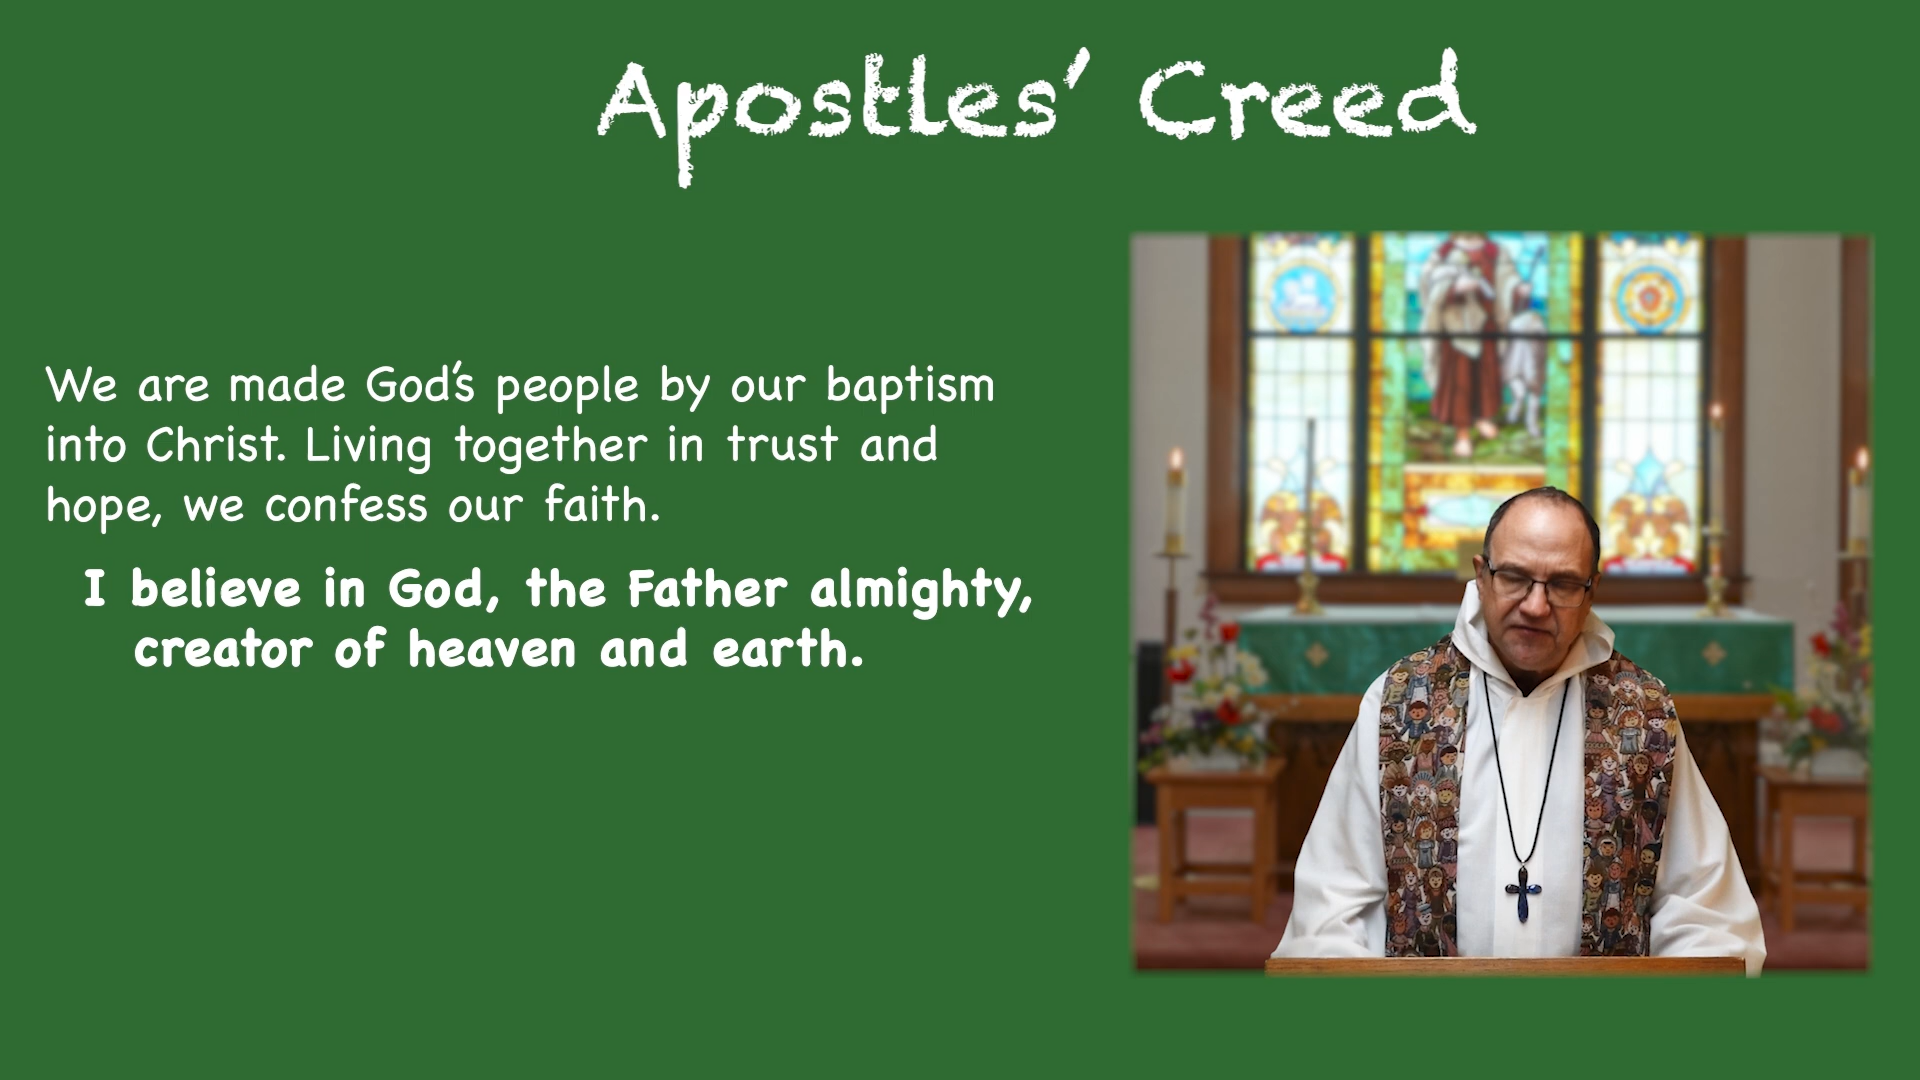 Apostles’ Creed
We are made God’s people by our baptism
into Christ. Living together in trust and
hope, we confess our faith.
I believe in God, the Father almighty,
creator of heaven and earth.